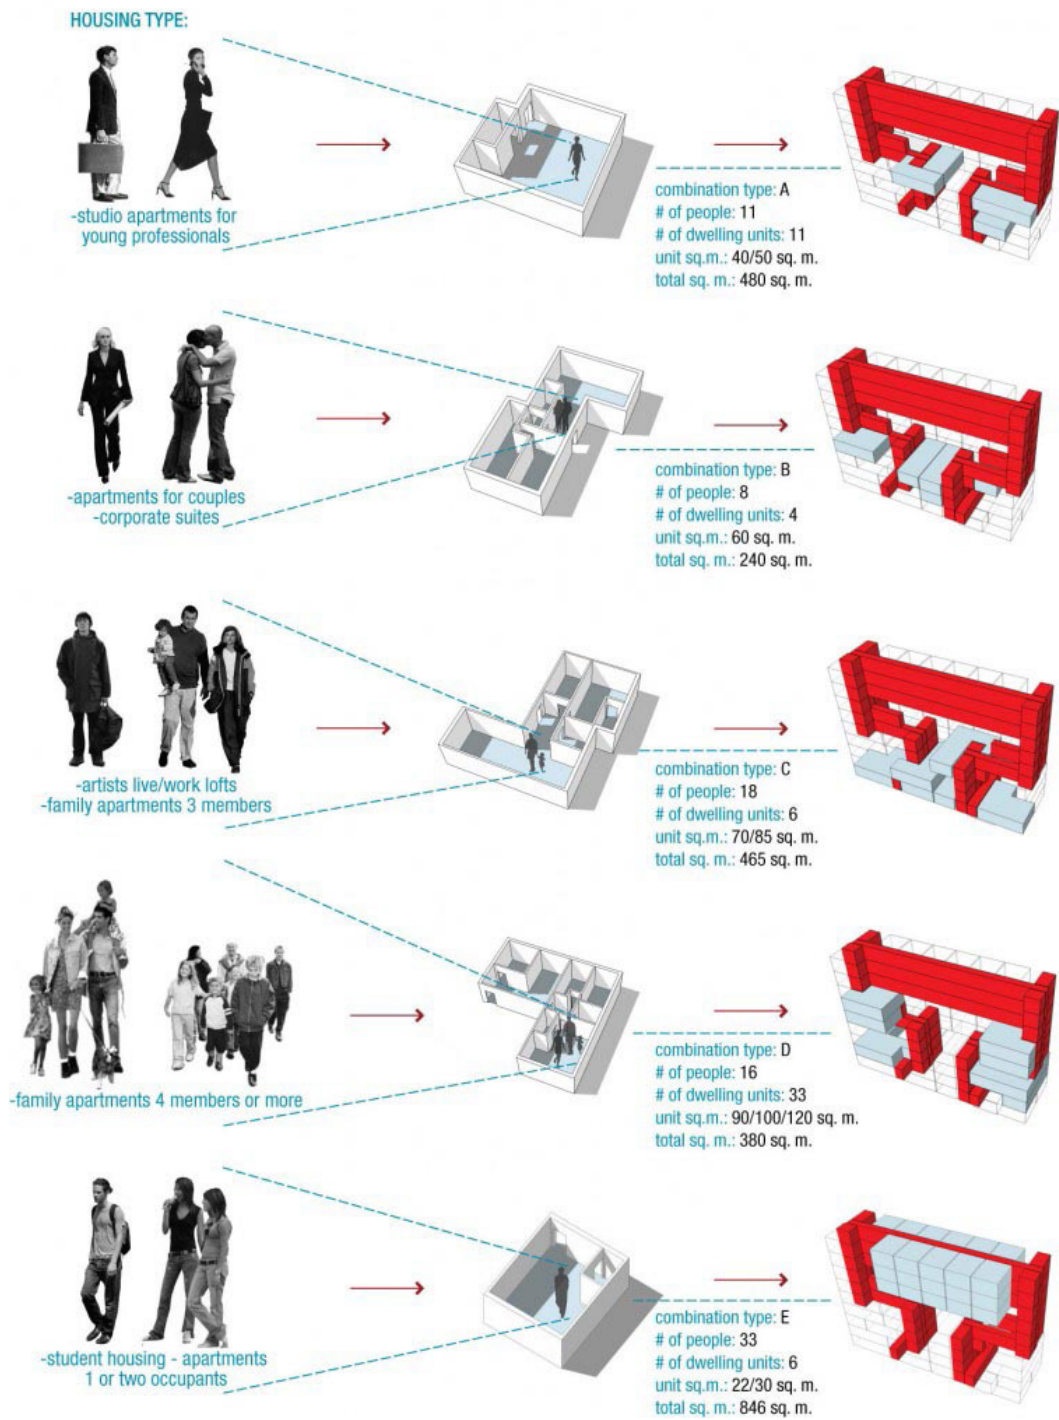 HOUSING TYPE:
-studio apartments for
young professionals
combination type: A
# of people: 11
# of dwelling units: 11
unit sq.m.: 40/50 sq. m.
total sq. m.: 480 sq. m.
-apartments for couples
-corporate suites
combination type: B
# of people: 8
# of dwelling units: 4
unit sq.m.: 60 sq. m.
total sq. m.: 240 sq. m.
-artists live/work lofts
-family apartments 3 members
combination type: C
# of people: 18
# of dwelling units: 6
unit sq.m.: 70/85 sq. m.
total sq. m.: 465 sq. m.
-family apartments 4 members or more
combination type: D
# of people: 16
# of dwelling units: 33
unit sq.m.: 90/100/120 sq. m.
total sq. m.: 380 sq. m.
-student housing - apartments
1 or two occupants
combination type: E
# of people: 33
# of dwelling units: 6
unit sq.m.: 22/30 sq. m.
total sq. m.: 846 sq. m.